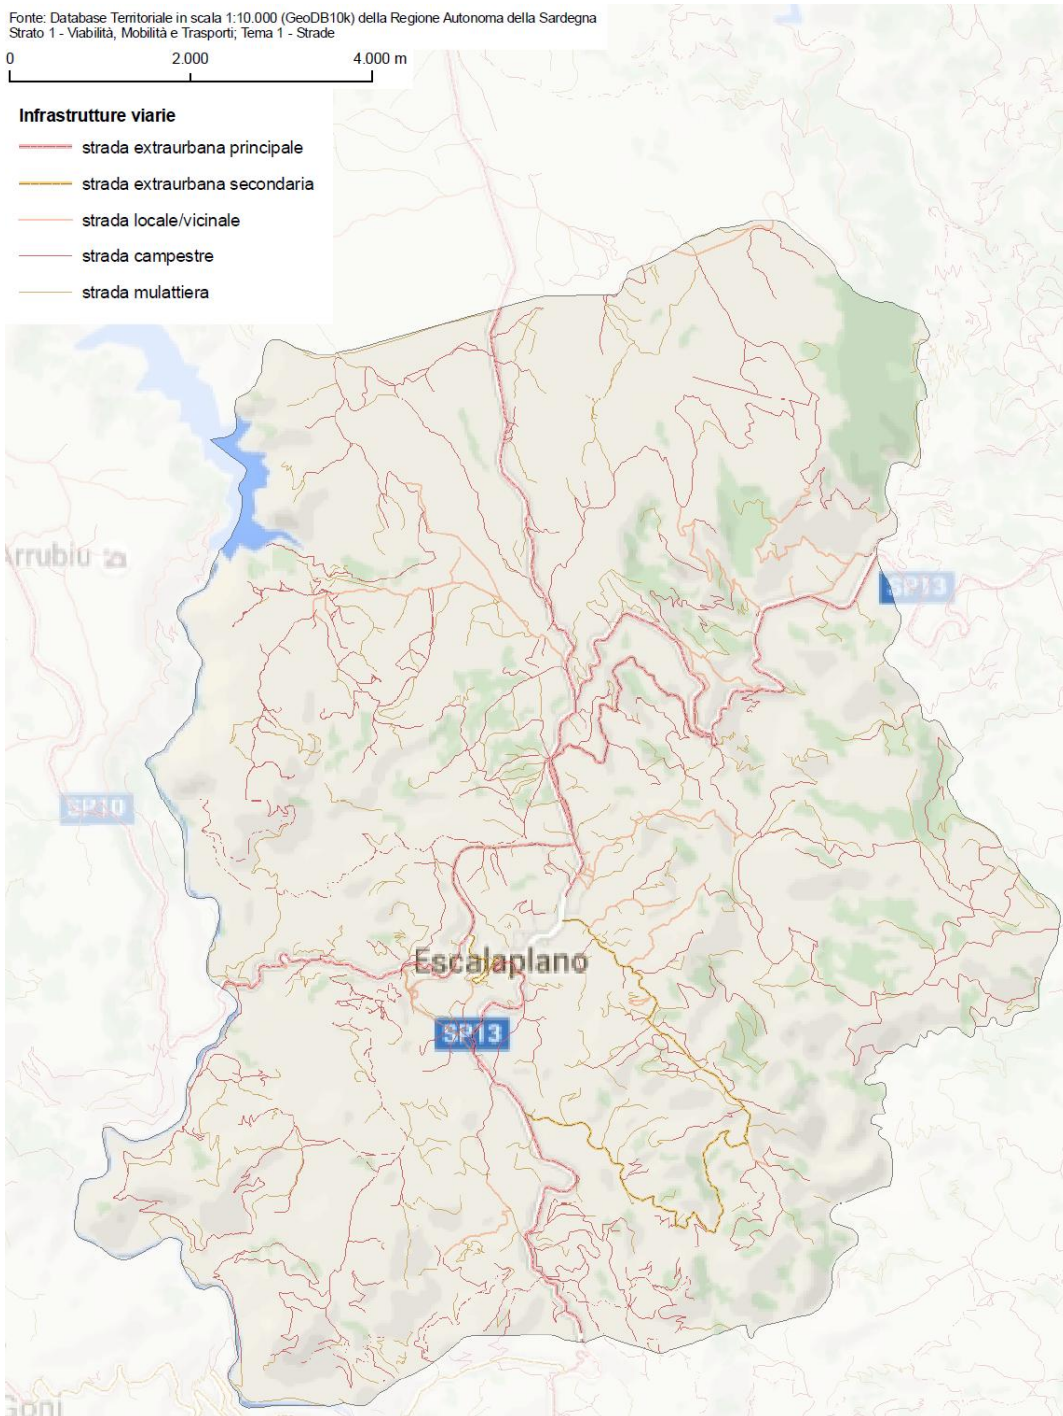 Fonte: Database Territoriale in scala 1:10.000 (GeoDB10k) della Regione Autonoma della Sardegna
Strato 1 - Viabilità, Mobilità e Trasporti; Tema 1 - Strade
0 2.000 4.000 m
Infrastrutture viarie
strada extraurbana principale
strada extraurbana secondaria
strada locale/vicinale
strada campestre
strada mulattiera
Arrubiu
SP13
SP10
Escalaplano
SP13
Goni